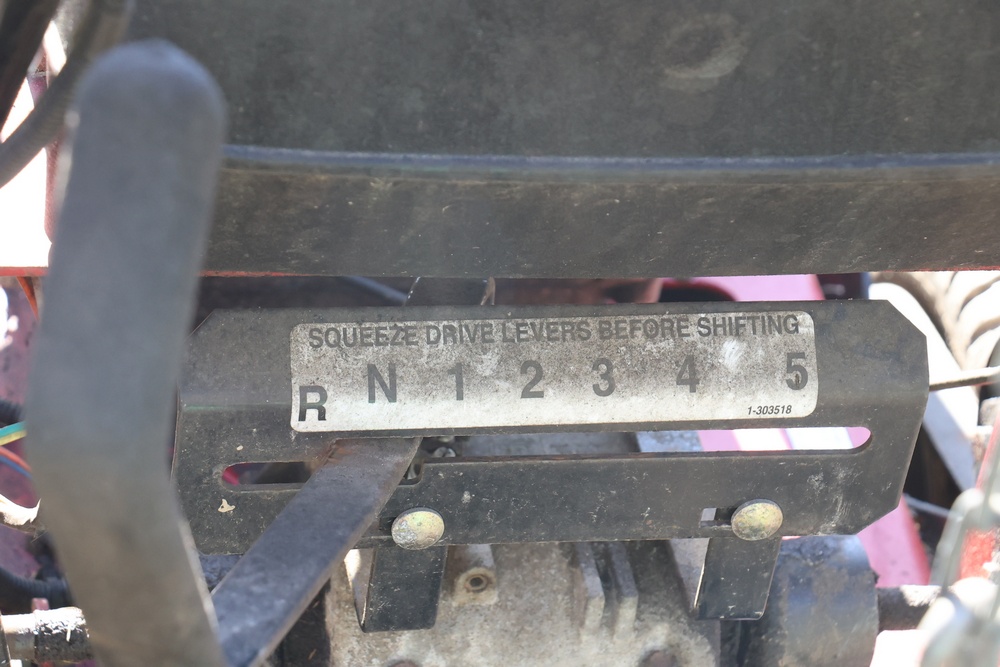 SQUEEZE DRIVE LEVERS BEFORE SHIFTING
R N 1 2 3 4 5
1-303518